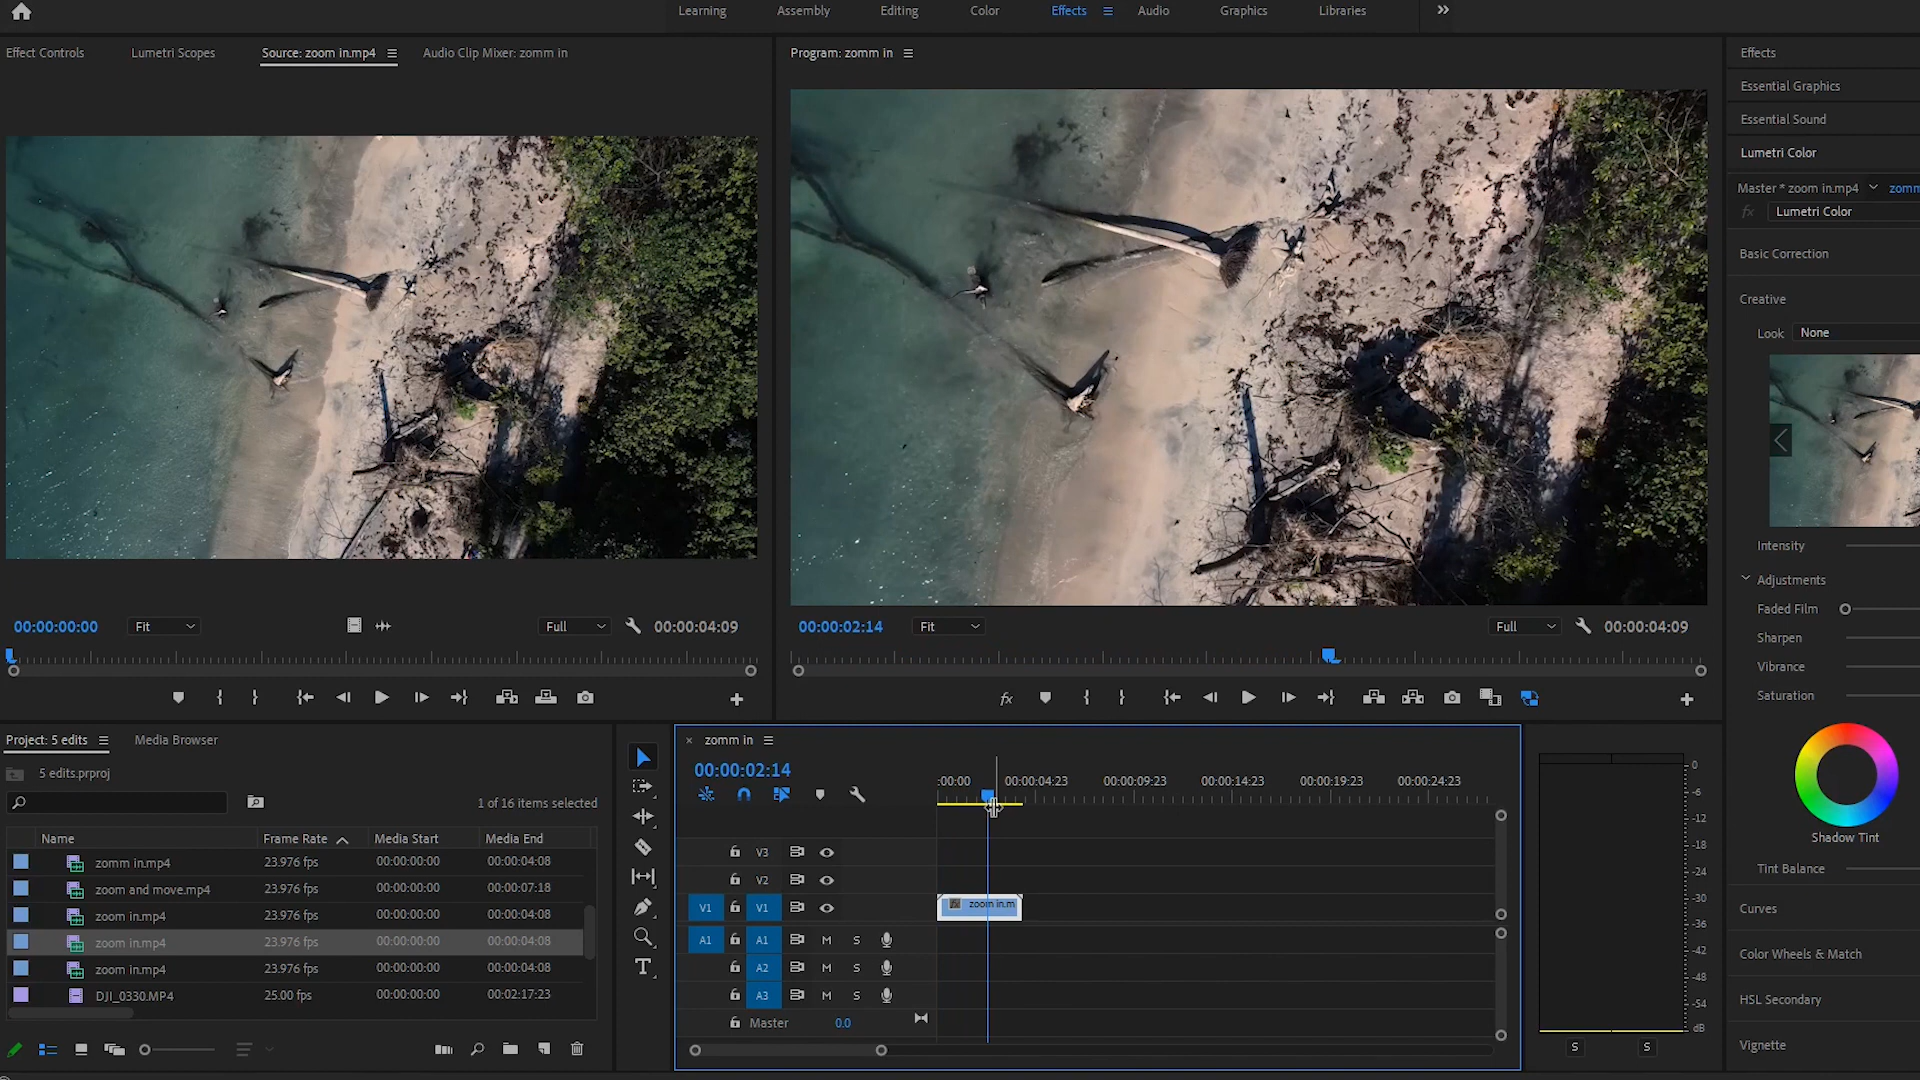 Learning Assembly Editing Color Effects Audio Graphics Libraries
Effect Controls Lumetri Scopes Source: zoom in.mp4 Audio Clip Mixer: zomm in
Program: zomm in
00:00:00:00 Fit Full 00:00:04:09
00:00:02:14 Fit Full 00:00:04:09
fx
Effects
Essential Graphics
Essential Sound
Lumetri Color
Master * zoom in.mp4 zomm
fx Lumetri Color
Basic Correction
Creative
Look None
Intensity
Adjustments
Faded Film
Sharpen
Vibrance
Saturation
Shadow Tint
Tint Balance
Curves
Color Wheels & Match
HSL Secondary
Vignette
Project: 5 edits Media Browser
5 edits.prproj
1 of 16 items selected
Name Frame Rate Media Start Media End
zomm in.mp4 23.976 fps 00:00:00:00 00:00:04:08
zoom and move.mp4 23.976 fps 00:00:00:00 00:00:07:18
zoom in.mp4 23.976 fps 00:00:00:00 00:00:04:08
zoom in.mp4 23.976 fps 00:00:00:00 00:00:04:08
zoom in.mp4 23.976 fps 00:00:00:00 00:00:04:08
DJI_0330.MP4 25.00 fps 00:00:00:00 00:02:17:23
T
× zomm in
00:00:02:14
:00:00 00:00:04:23 00:00:09:23 00:00:14:23 00:00:19:23 00:00:24:23
V3
V2
V1 V1 fx zoom in.m
A1 A1 M S
A2 M S
A3 M S
Master 0.0
0
-6
-12
-18
-24
-30
-36
-42
-48
-54
dB
S S